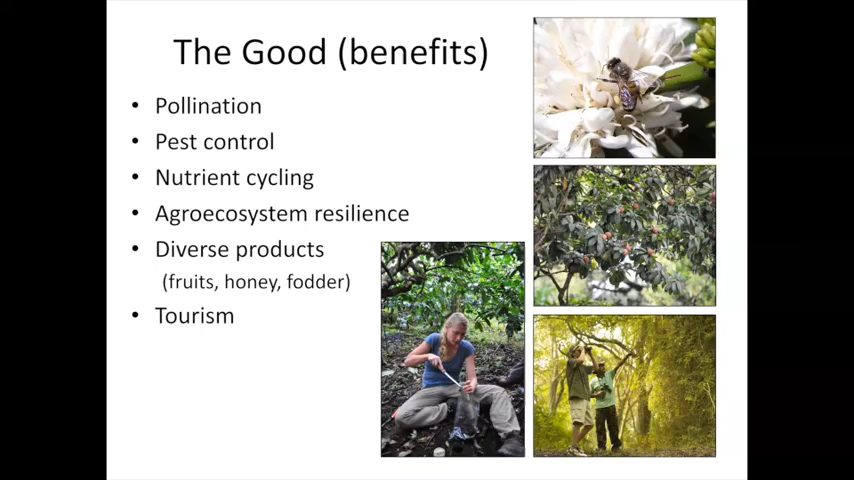 The Good (benefits)
• Pollination
• Pest control
• Nutrient cycling
• Agroecosystem resilience
• Diverse products
(fruits, honey, fodder)
• Tourism